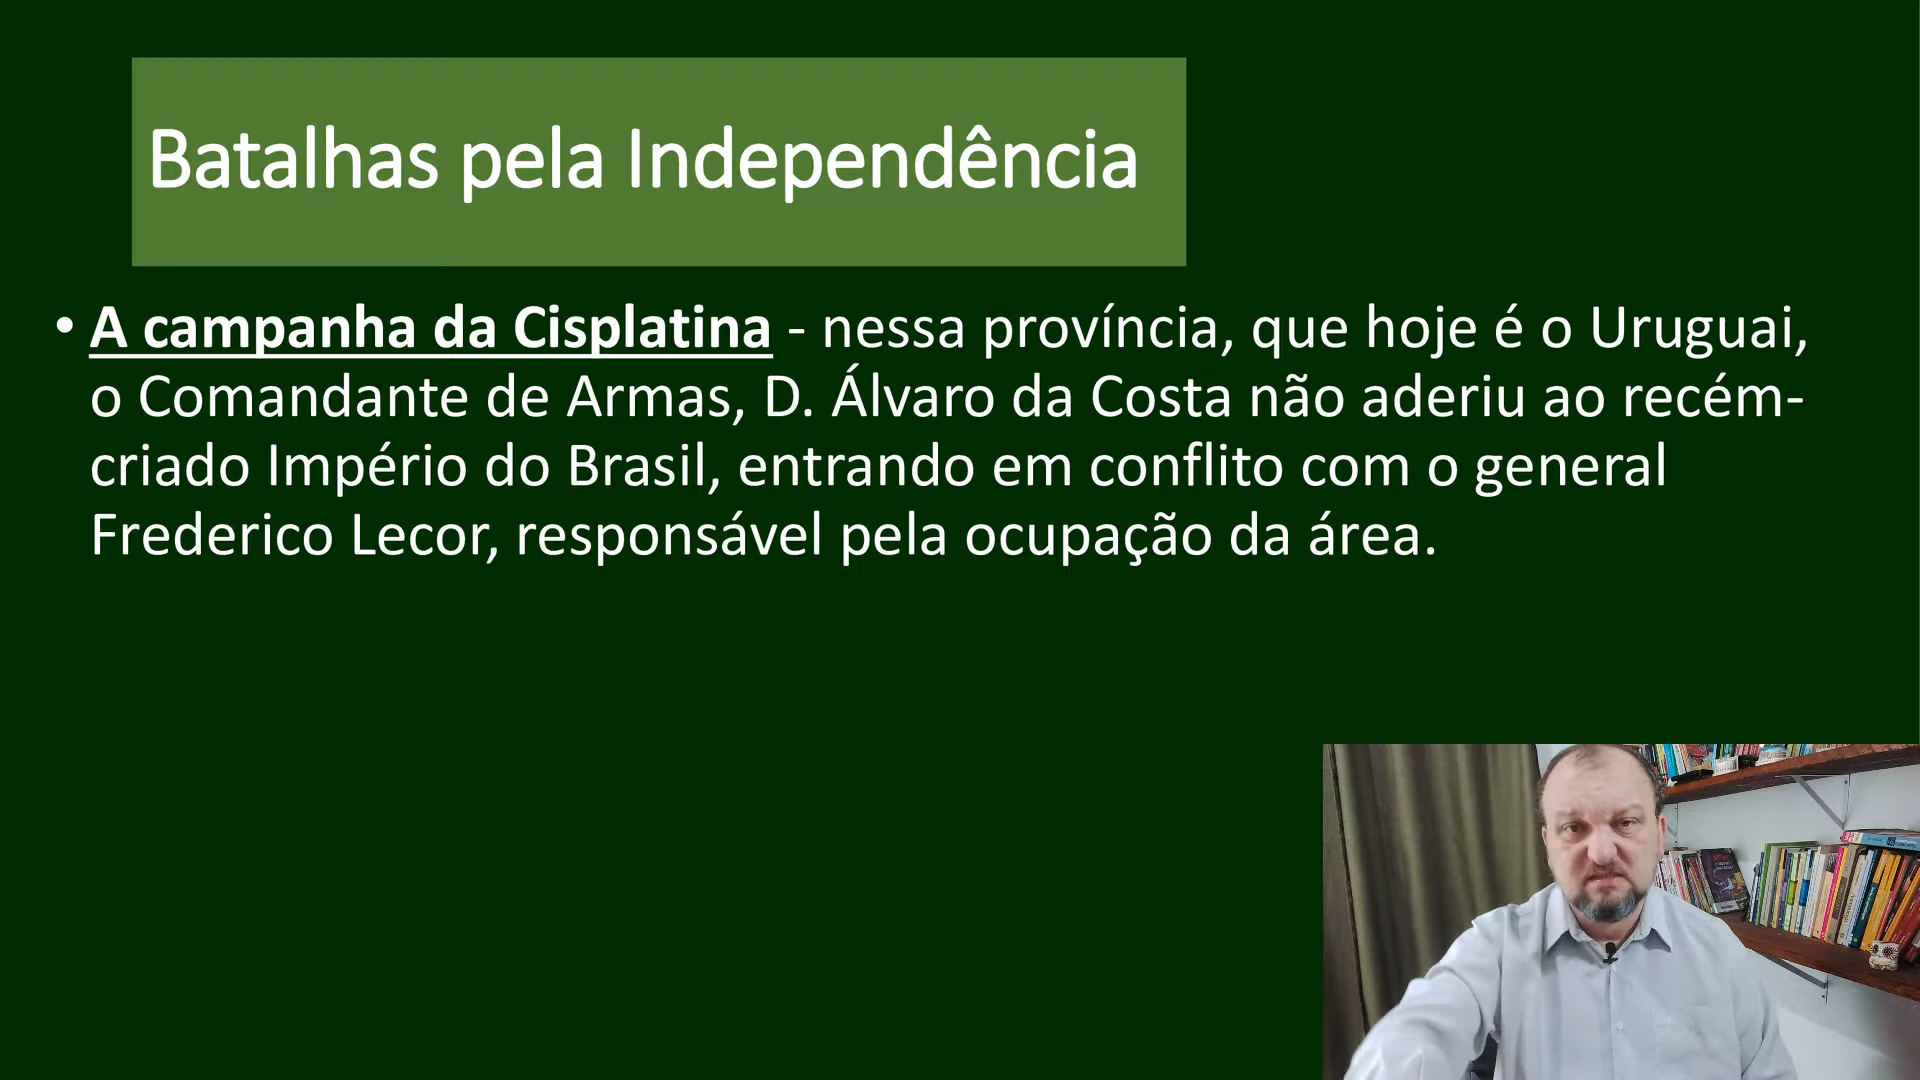 Batalhas pela Independência
• A campanha da Cisplatina - nessa província, que hoje é o Uruguai,
o Comandante de Armas, D. Álvaro da Costa não aderiu ao recém-
criado Império do Brasil, entrando em conflito com o general
Frederico Lecor, responsável pela ocupação da área.